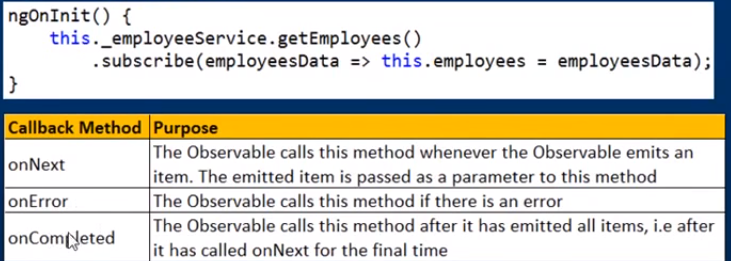 ngOnInit() {
this._employeeService.getEmployees()
.subscribe(employeesData => this.employees = employeesData);
}
Callback Method Purpose
onNext The Observable calls this method whenever the Observable emits an
item. The emitted item is passed as a parameter to this method
onError The Observable calls this method if there is an error
onCompleted The Observable calls this method after it has emitted all items, i.e after
it has called onNext for the final time